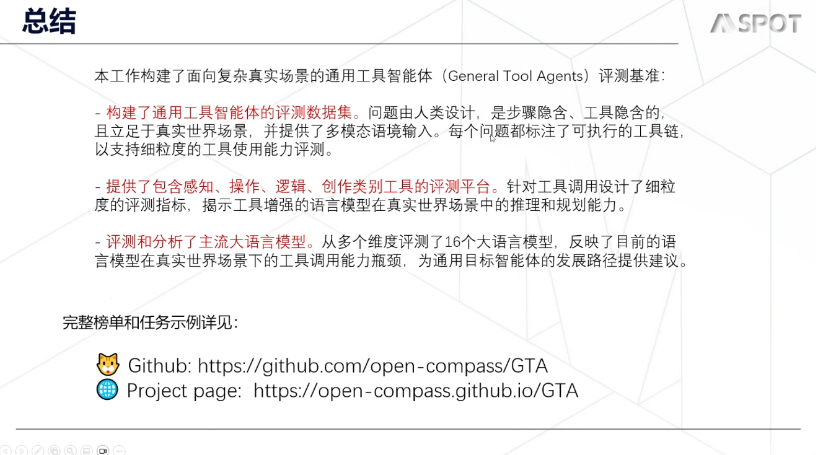 总结
SPOT
本工作构建了面向复杂真实场景的通用工具智能体（General Tool Agents）评测基准：
- 构建了通用工具智能体的评测数据集。问题由人类设计，是步骤隐含、工具隐含的，
且立足于真实世界场景，并提供了多模态语境输入。每个问题都标注了可执行的工具链，
以支持细粒度的工具使用能力评测。
- 提供了包含感知、操作、逻辑、创作类别工具的评测平台。针对工具调用设计了细粒
度的评测指标，揭示工具增强的语言模型在真实世界场景中的推理和规划能力。
- 评测和分析了主流大语言模型。从多个维度评测了16个大语言模型，反映了目前的语
言模型在真实世界场景下的工具调用能力瓶颈，为通用目标智能体的发展路径提供建议。
完整榜单和任务示例详见：
Github: https://github.com/open-compass/GTA
Project page: https://open-compass.github.io/GTA